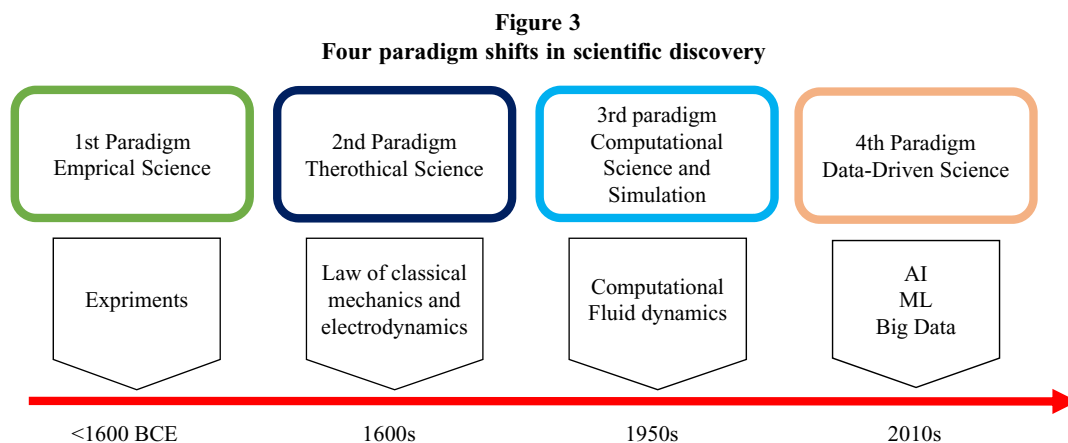 Figure 3
Four paradigm shifts in scientific discovery
1st Paradigm
Emprical Science
2nd Paradigm
Therothical Science
3rd paradigm
Computational
Science and
Simulation
4th Paradigm
Data-Driven Science
Expriments
Law of classical
mechanics and
electrodynamics
Computational
Fluid dynamics
AI
ML
Big Data
<1600 BCE
1600s
1950s
2010s